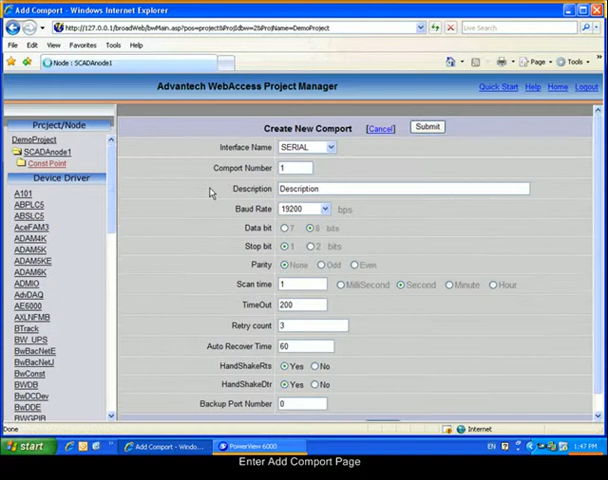 Add Comport - Windows Internet Explorer
http://127.0.0.1/broadWeb/bwMain.asp?pos=project&ProjIdbw=2&ProjName=DemoProject
Live Search
File Edit View Favorites Tools Help
Node : SCADAnode1
Page Tools
Advantech WebAccess Project Manager
Quick Start Help Home Logout
Project/Node
DemoProject
SCADAnode1
Const Point
Device Driver
A101
ABPLC5
ABSLC5
AceFAM3
ADAM4K
ADAM5K
ADAM5KE
ADAM6K
ADMIO
AdvDAQ
AE6000
AXLNFMB
BTrack
BW_UPS
BwBacNetE
BwBacNetJ
BwConst
BWDB
BwDCDev
BwDDE
BWGPIB
Create New Comport [Cancel] Submit
Interface Name SERIAL
Comport Number 1
Description Description
Baud Rate 19200 bps
Data bit 7 8 bits
Stop bit 1 2 bits
Parity None Odd Even
Scan time 1 MilliSecond Second Minute Hour
TimeOut 200
Retry count 3
Auto Recover Time 60
HandShakeRts Yes No
HandShakeDtr Yes No
Backup Port Number 0
Done
Internet
start
Add Comport - Windo...
PowerView 6000
EN
1:47 PM
Enter Add Comport Page